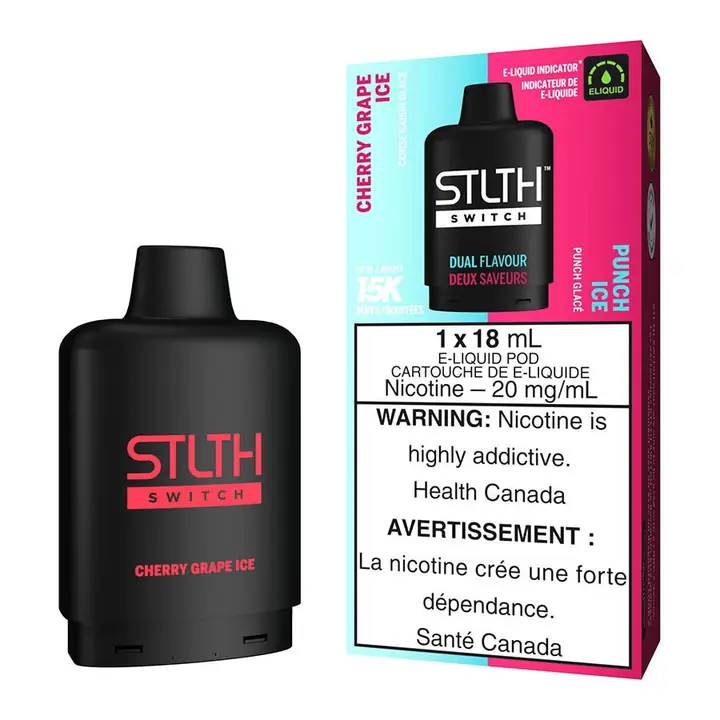 STLTH
SWITCH
CHERRY GRAPE ICE
CHERRY GRAPE
ICE
CERISE RAISIN GLACÉ
E-LIQUID INDICATOR*
INDICATEUR DE
E-LIQUIDE
ELIQUID
STLTH™
SWITCH
DUAL FLAVOUR
DEUX SAVEURS
15K
PUNCH
ICE
PUNCH GLACÉ
1 x 18 mL
E-LIQUID POD
CARTOUCHE DE E-LIQUIDE
Nicotine – 20 mg/mL
WARNING: Nicotine is
highly addictive.
Health Canada
AVERTISSEMENT :
La nicotine crée une forte
dépendance.
Santé Canada